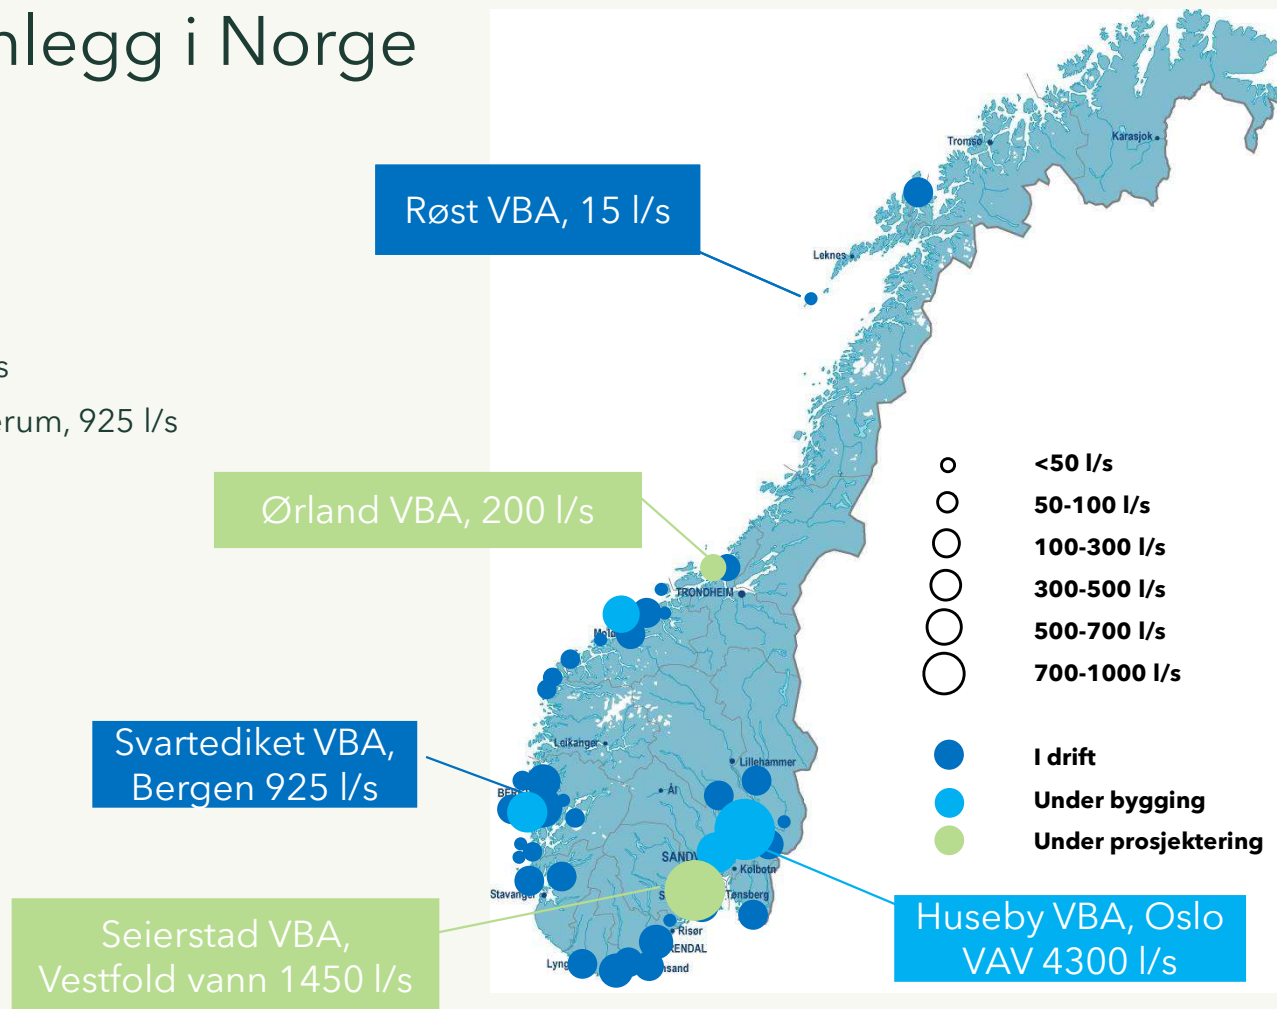 nlegg i Norge
Tromsø
Karasjok
Røst VBA, 15 l/s
Leknes
s
erum, 925 l/s
<50 l/s
50-100 l/s
100-300 l/s
300-500 l/s
500-700 l/s
700-1000 l/s
Ørland VBA, 200 l/s
TRONDHEIM
Mold
Svartediket VBA,
Bergen 925 l/s
Leikanger
Lillehammer
Ål
BER
I drift
Under bygging
Under prosjektering
SANDV
Kolbotn
Stavanger
S
Tønsberg
Seierstad VBA,
Vestfold vann 1450 l/s
Risør
RENDAL
Lyng
nsand
Huseby VBA, Oslo
VAV 4300 l/s